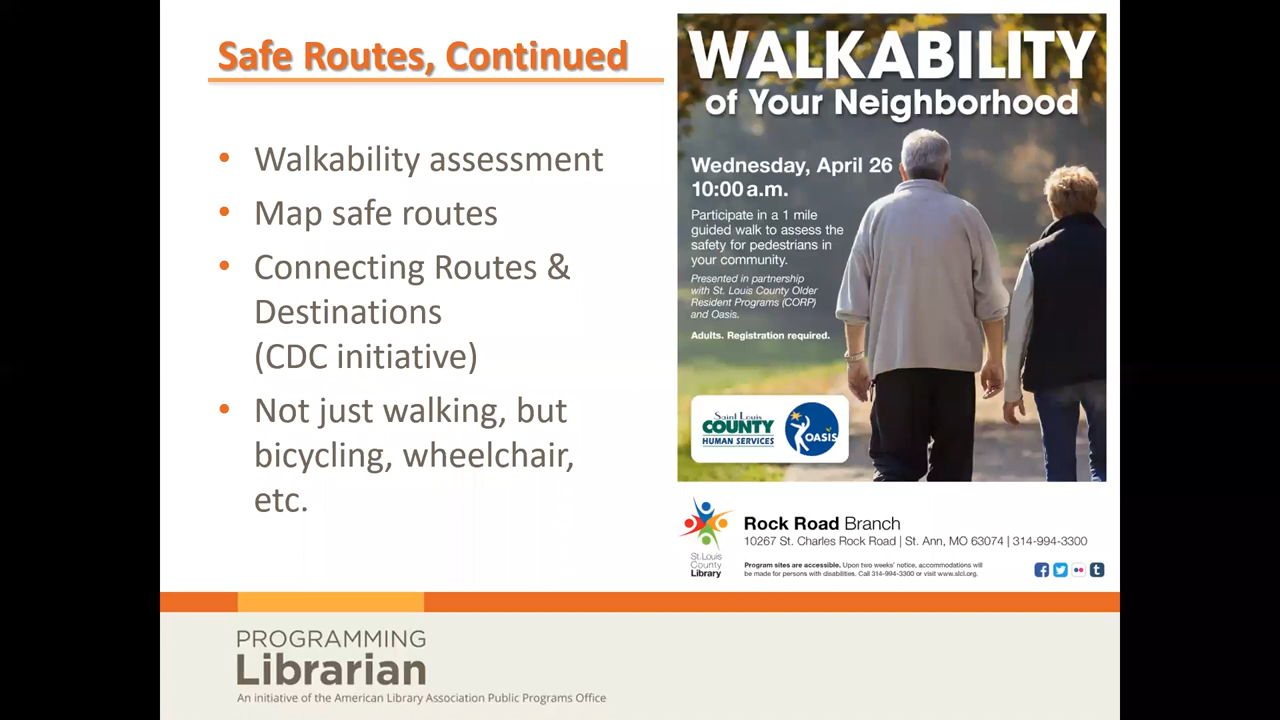 Safe Routes, Continued
• Walkability assessment
• Map safe routes
• Connecting Routes &
Destinations
(CDC initiative)
• Not just walking, but
bicycling, wheelchair,
etc.
WALKABILITY
of Your Neighborhood
Wednesday, April 26
10:00 a.m.
Participate in a 1 mile
guided walk to assess the
safety for pedestrians in
your community.
Presented in partnership
with St. Louis County Older
Resident Programs (CORP)
and Oasis.
Adults. Registration required.
Saint Louis
COUNTY
HUMAN SERVICES
OASIS
St. Louis
County
Library
Rock Road Branch
10267 St. Charles Rock Road | St. Ann, MO 63074 | 314-994-3300
Program sites are accessible. Upon two weeks' notice, accommodations will
be made for persons with disabilities. Call 314-994-3300 or visit www.slcl.org.
PROGRAMMING
Librarian
An initiative of the American Library Association Public Programs Office